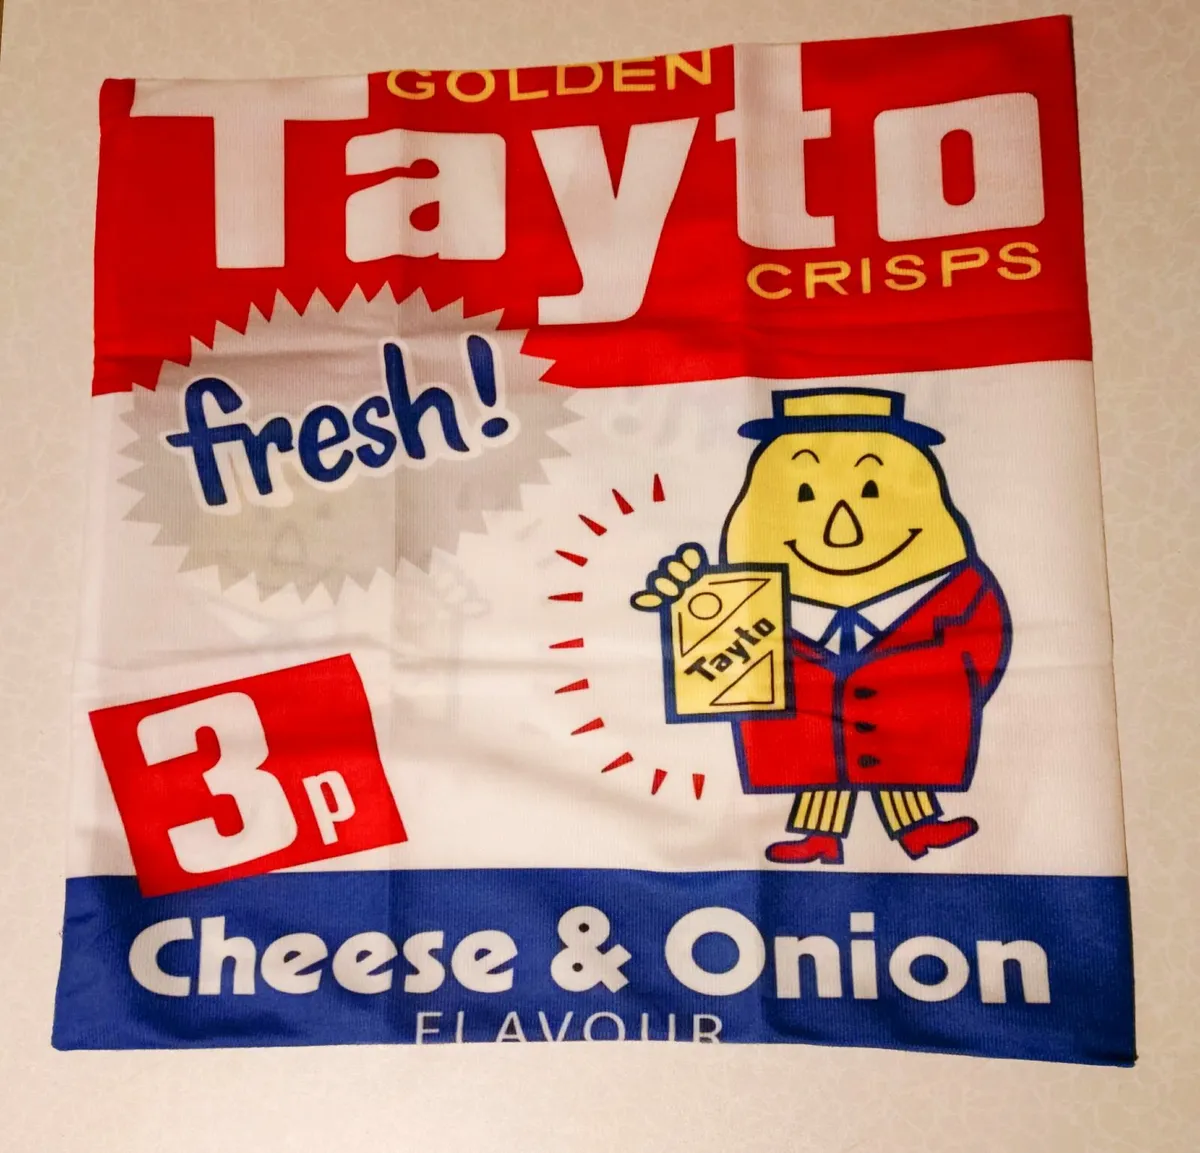 GOLDEN
Tayto
CRISPS
fresh!
Tayto
3p
Cheese & Onion
FLAVOUR